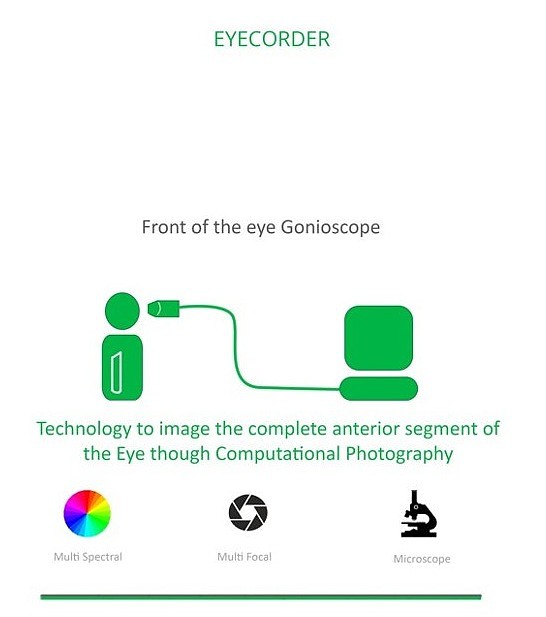 EYECORDER
Front of the eye Gonioscope
Technology to image the complete anterior segment of
the Eye though Computational Photography
Multi Spectral
Multi Focal
Microscope